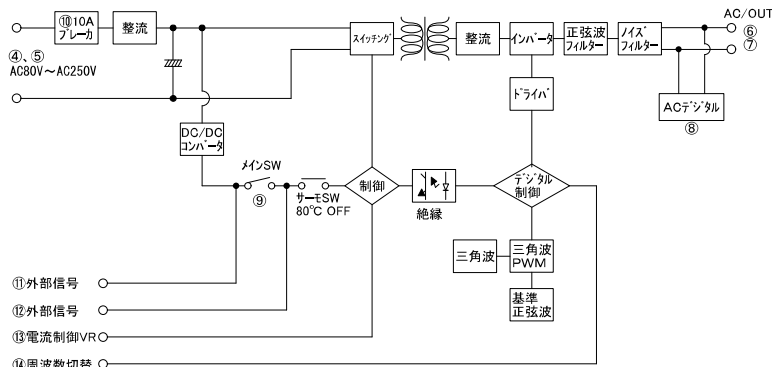 ⑩10A
ブレーカ
整流
④、⑤
AC80V～AC250V
スイッチング
整流
インバータ
正弦波
フィルター
ノイズ
フィルター
AC/OUT
⑥
⑦
ドライバ
ACデジタル
⑧
DC/DC
コンバータ
メインSW
⑨
サーモSW
80℃ OFF
制御
絶縁
デジタル
制御
三角波
三角波
PWM
基準
正弦波
⑪外部信号
⑫外部信号
⑬電流制御VR
⑭周波数切替